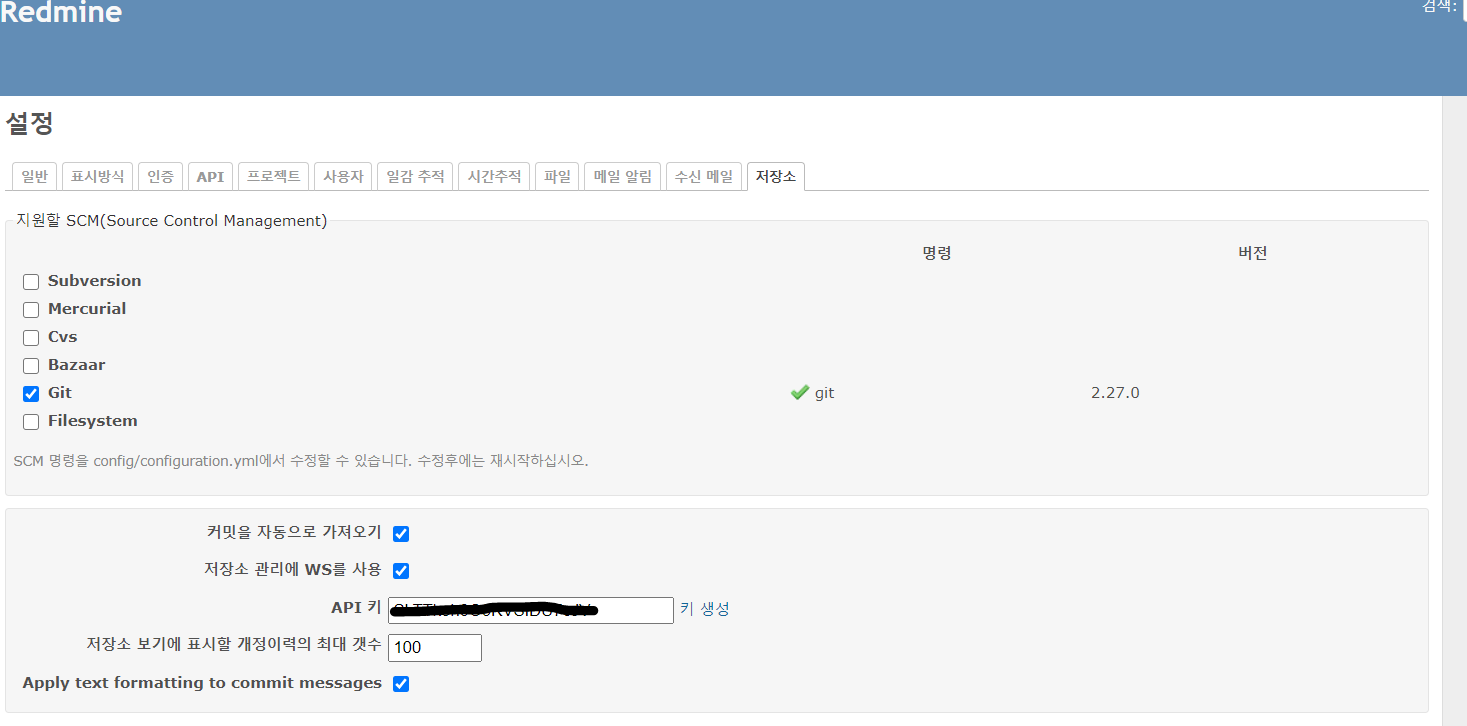 Redmine
검색:
설정
일반 표시방식 인증 API 프로젝트 사용자 일감 추적 시간추적 파일 메일 알림 수신 메일 저장소
지원할 SCM(Source Control Management)
명령 버전
Subversion
Mercurial
Cvs
Bazaar
Git git 2.27.0
Filesystem
SCM 명령을 config/configuration.yml에서 수정할 수 있습니다. 수정후에는 재시작하십시오.
커밋을 자동으로 가져오기
저장소 관리에 WS를 사용
API 키 키 생성
저장소 보기에 표시할 개정이력의 최대 갯수 100
Apply text formatting to commit messages